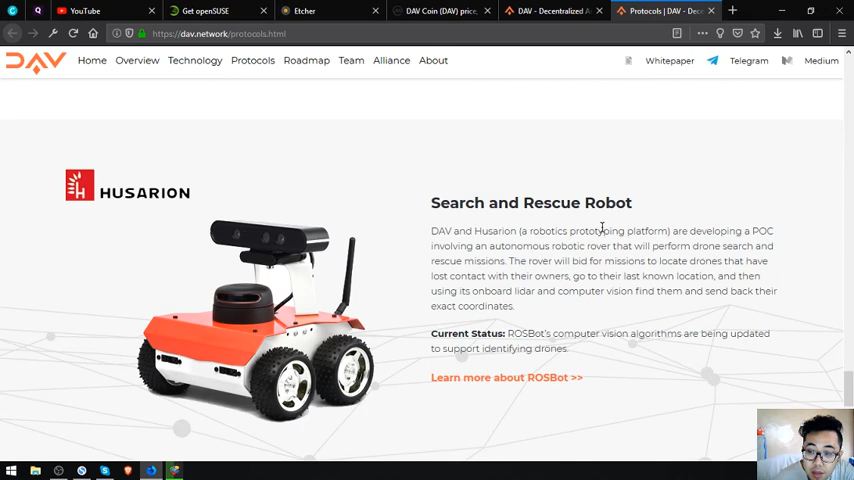 YouTube
Get openSUSE
Etcher
DAV Coin (DAV) price,
DAV - Decentralized A
Protocols | DAV - Dece
https://dav.network/protocols.html
DAV Home Overview Technology Protocols Roadmap Team Alliance About Whitepaper Telegram Medium
HUSARION
Search and Rescue Robot
DAV and Husarion (a robotics prototyping platform) are developing a POC
involving an autonomous robotic rover that will perform drone search and
rescue missions. The rover will bid for missions to locate drones that have
lost contact with their owners, go to their last known location, and then
using its onboard lidar and computer vision find them and send back their
exact coordinates.
Current Status: ROSBot's computer vision algorithms are being updated
to support identifying drones.
Learn more about ROSBot >>